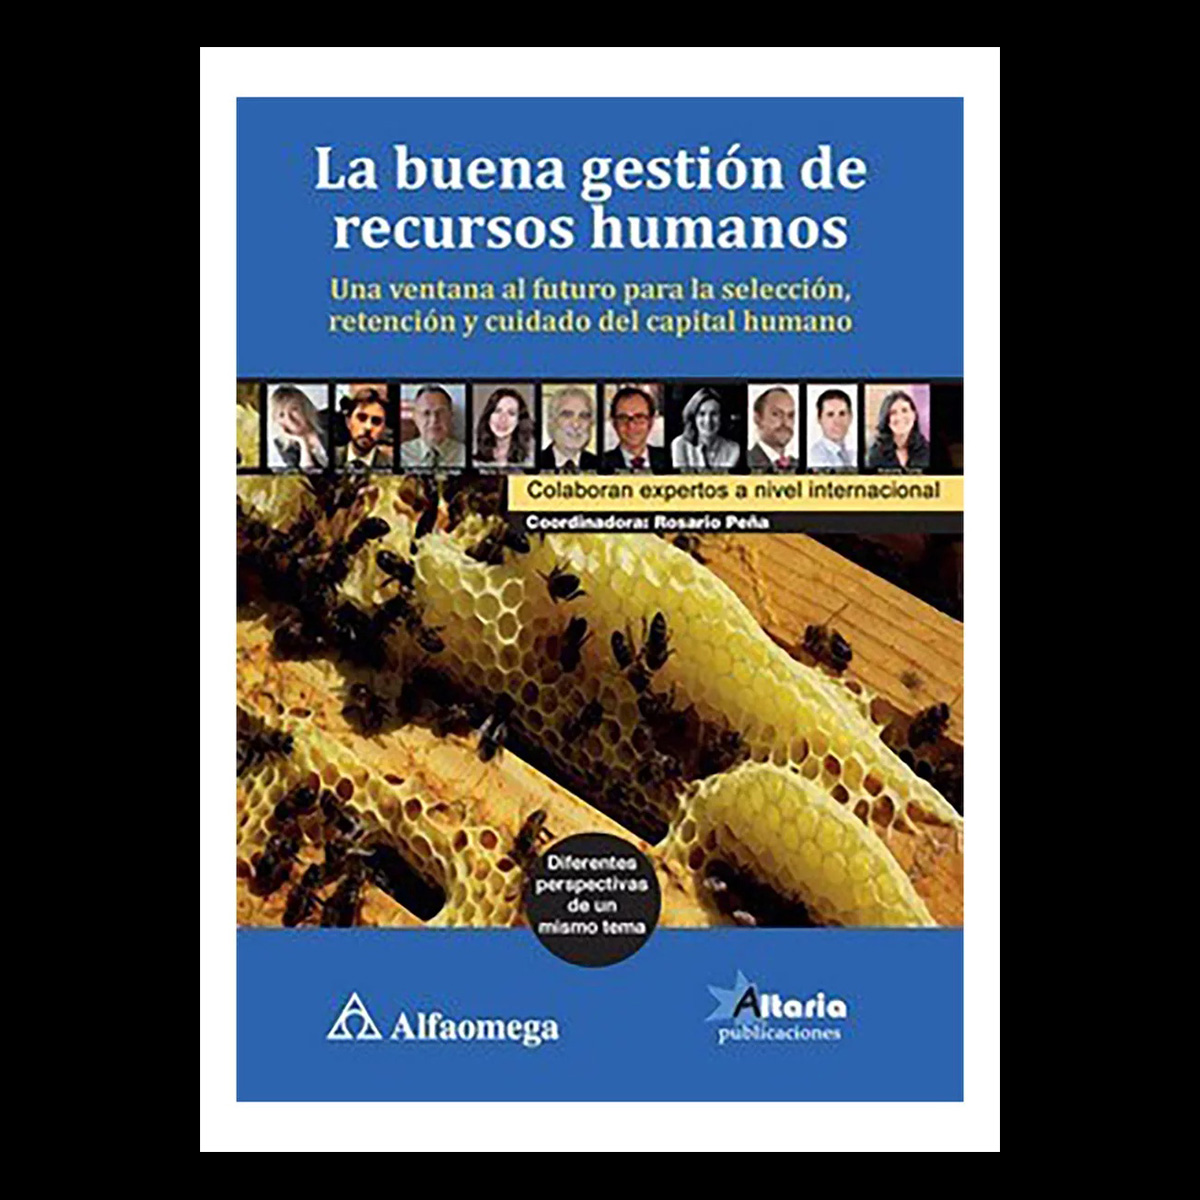 La buena gestión de
recursos humanos
Una ventana al futuro para la selección,
retención y cuidado del capital humano
Colaboran expertos a nivel internacional
Coordinadora: Rosario Peña
Diferentes
perspectivas
de un
mismo tema
Alfaomega
Altaria
publicaciones